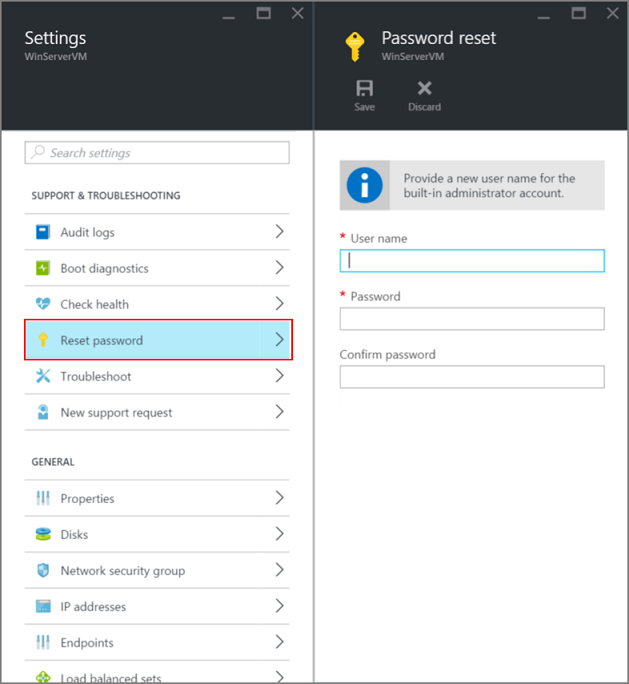 Settings
WinServerVM
Search settings
SUPPORT & TROUBLESHOOTING
Audit logs
Boot diagnostics
Check health
Reset password
Troubleshoot
New support request
GENERAL
Properties
Disks
Network security group
IP addresses
Endpoints
Load balanced sets
Password reset
WinServerVM
Save
Discard
Provide a new user name for the
built-in administrator account.
* User name
* Password
Confirm password